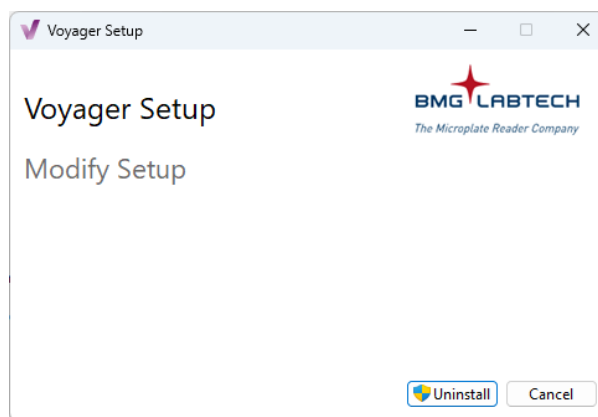 Voyager Setup
BMG LABTECH
The Microplate Reader Company
Voyager Setup
Modify Setup
Uninstall
Cancel